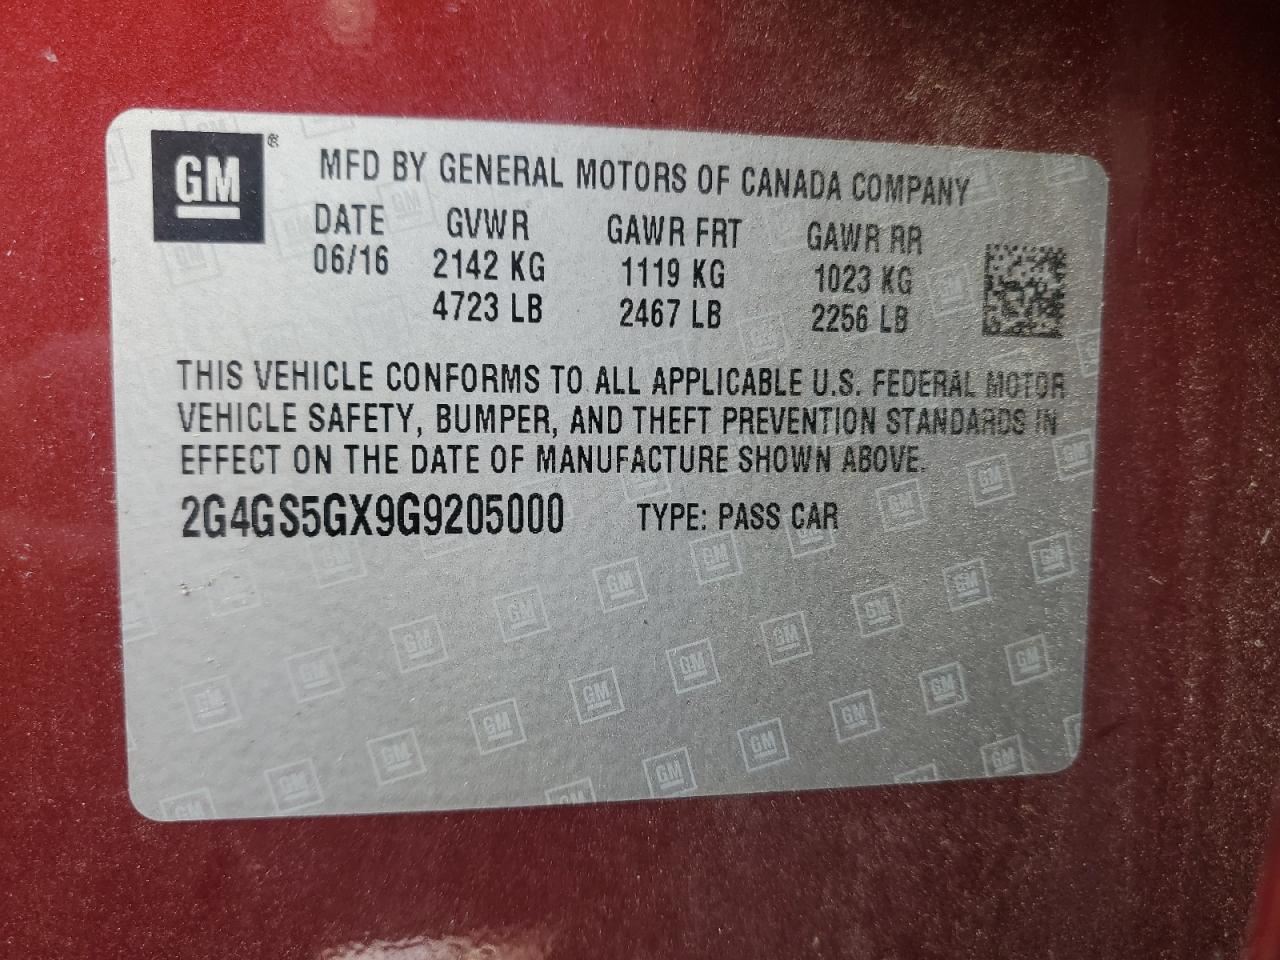 GM ® MFD BY GENERAL MOTORS OF CANADA COMPANY
DATE GVWR GAWR FRT GAWR RR
06/16 2142 KG 1119 KG 1023 KG
4723 LB 2467 LB 2256 LB
THIS VEHICLE CONFORMS TO ALL APPLICABLE U.S. FEDERAL MOTOR
VEHICLE SAFETY, BUMPER, AND THEFT PREVENTION STANDARDS IN
EFFECT ON THE DATE OF MANUFACTURE SHOWN ABOVE.
2G4GS5GX9G9205000 TYPE: PASS CAR